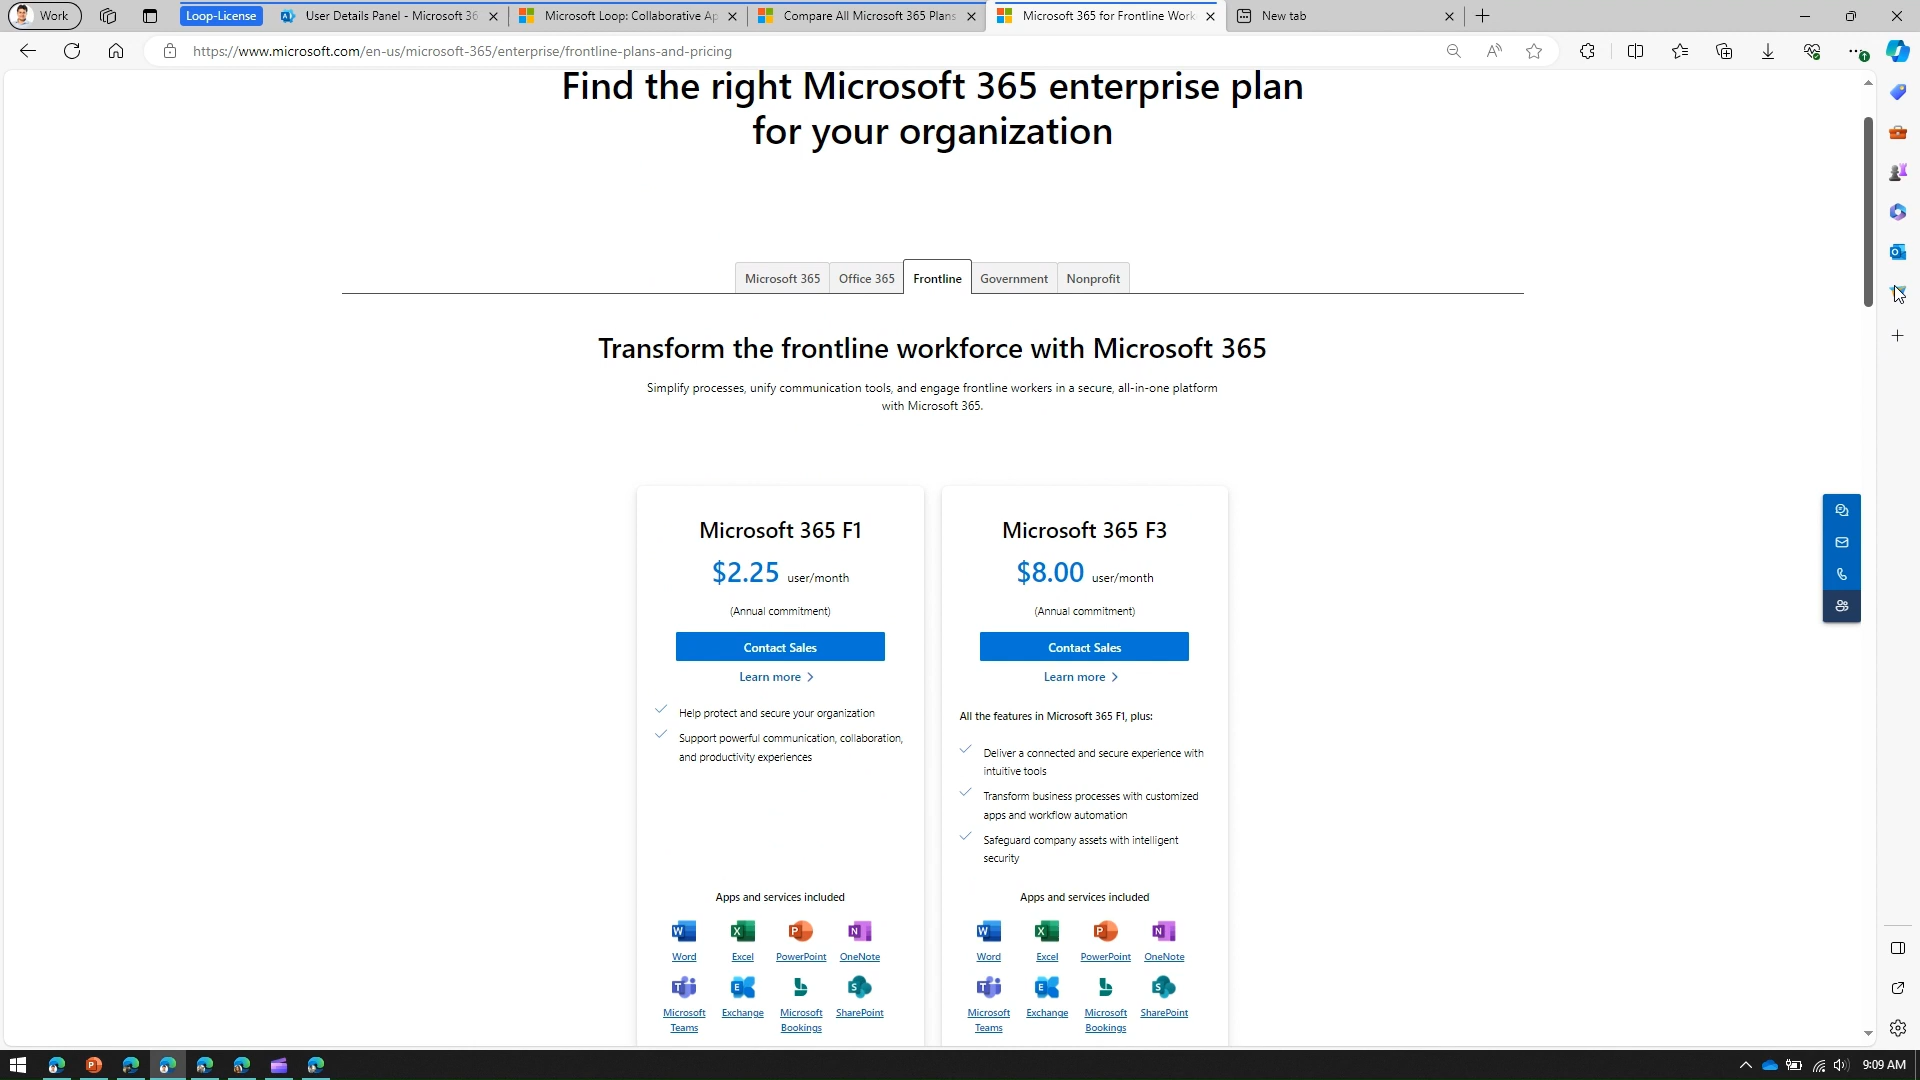 Work
Loop-License
User Details Panel - Microsoft 36
Microsoft Loop: Collaborative Ap
Compare All Microsoft 365 Plans
Microsoft 365 for Frontline Work
New tab
https://www.microsoft.com/en-us/microsoft-365/enterprise/frontline-plans-and-pricing
Find the right Microsoft 365 enterprise plan
for your organization
Microsoft 365
Office 365
Frontline
Government
Nonprofit
Transform the frontline workforce with Microsoft 365
Simplify processes, unify communication tools, and engage frontline workers in a secure, all-in-one platform
with Microsoft 365.
Microsoft 365 F1
$2.25 user/month
(Annual commitment)
Contact Sales
Learn more
Help protect and secure your organization
Support powerful communication, collaboration,
and productivity experiences
Apps and services included
Word
Excel
PowerPoint
OneNote
Microsoft
Teams
Exchange
Microsoft
Bookings
SharePoint
Microsoft 365 F3
$8.00 user/month
(Annual commitment)
Contact Sales
Learn more
All the features in Microsoft 365 F1, plus:
Deliver a connected and secure experience with
intuitive tools
Transform business processes with customized
apps and workflow automation
Safeguard company assets with intelligent
security
Apps and services included
Word
Excel
PowerPoint
OneNote
Microsoft
Teams
Exchange
Microsoft
Bookings
SharePoint
9:09 AM